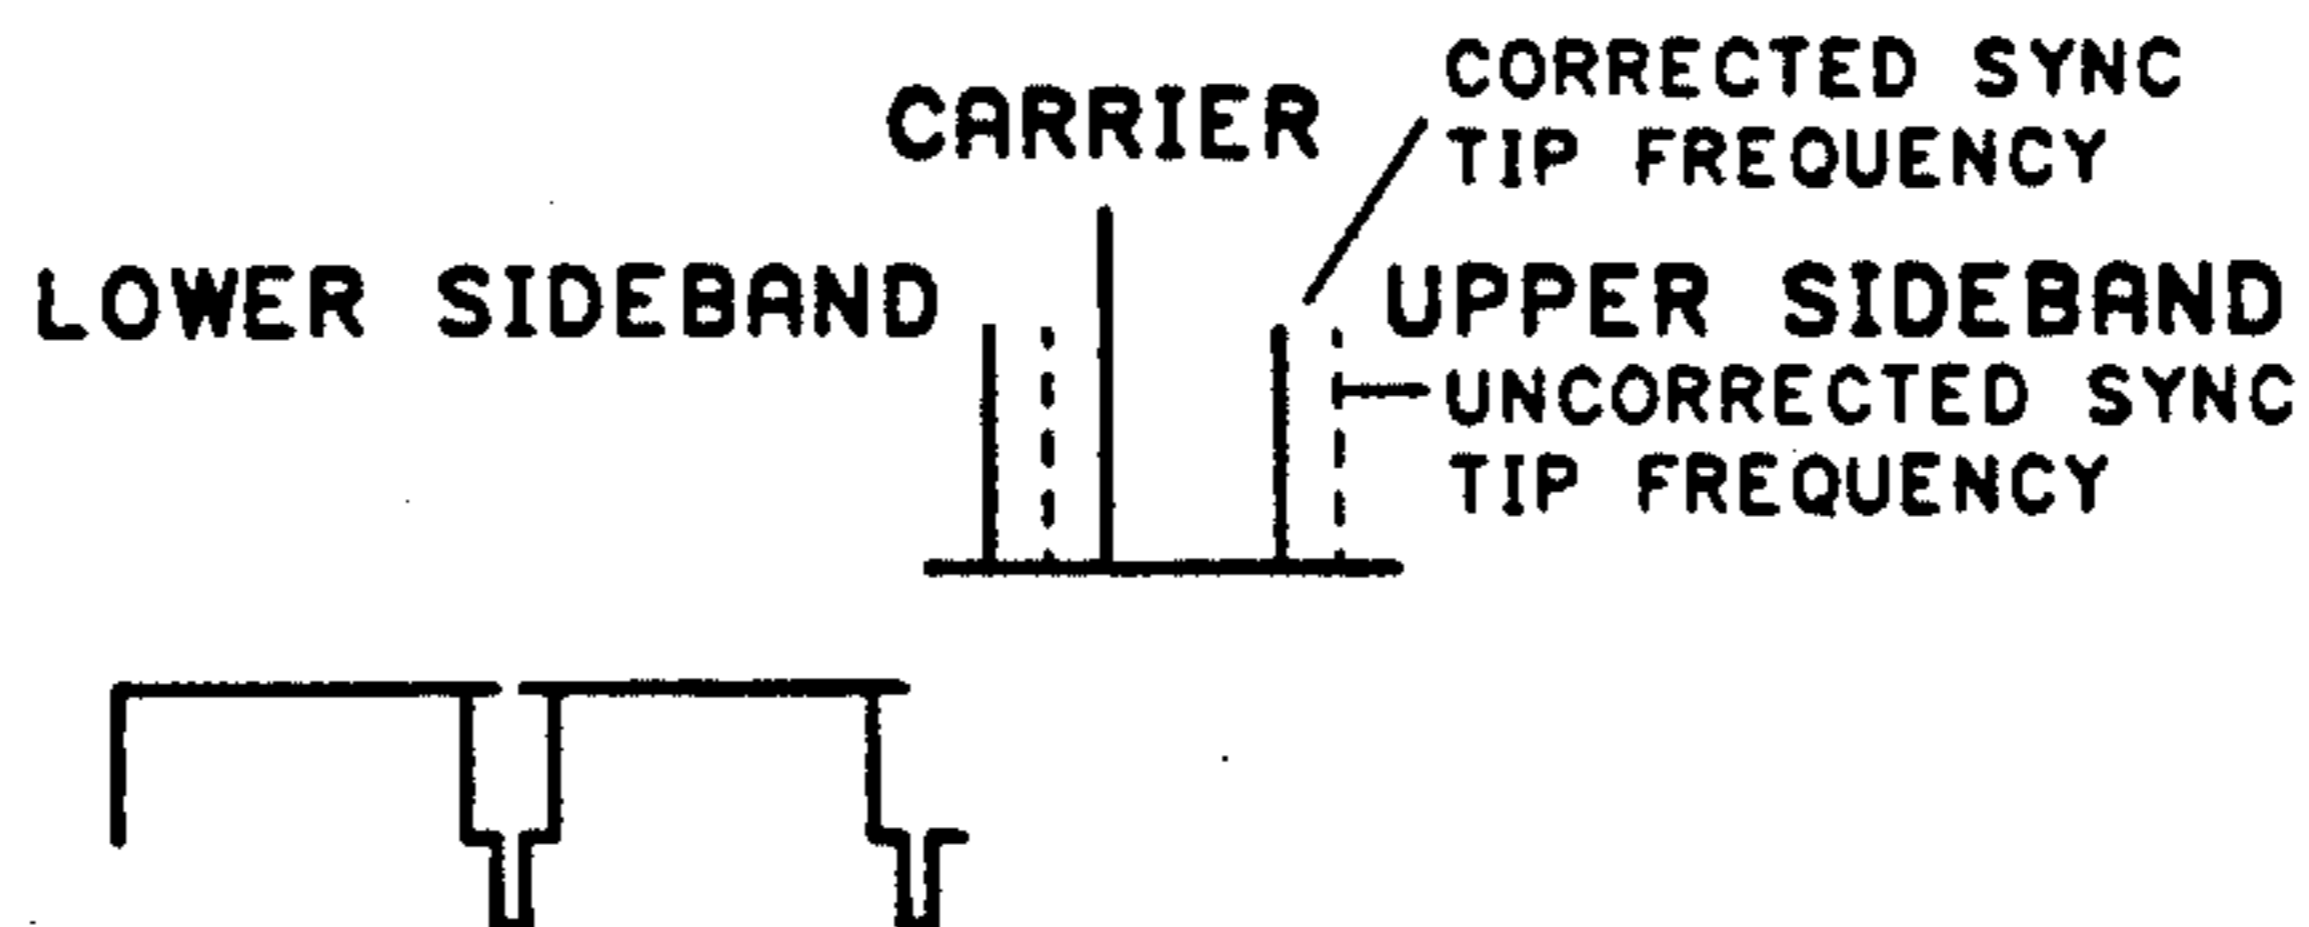 CARRIER
CORRECTED SYNC
TIP FREQUENCY
LOWER SIDEBAND
UPPER SIDEBAND
UNCORRECTED SYNC
TIP FREQUENCY